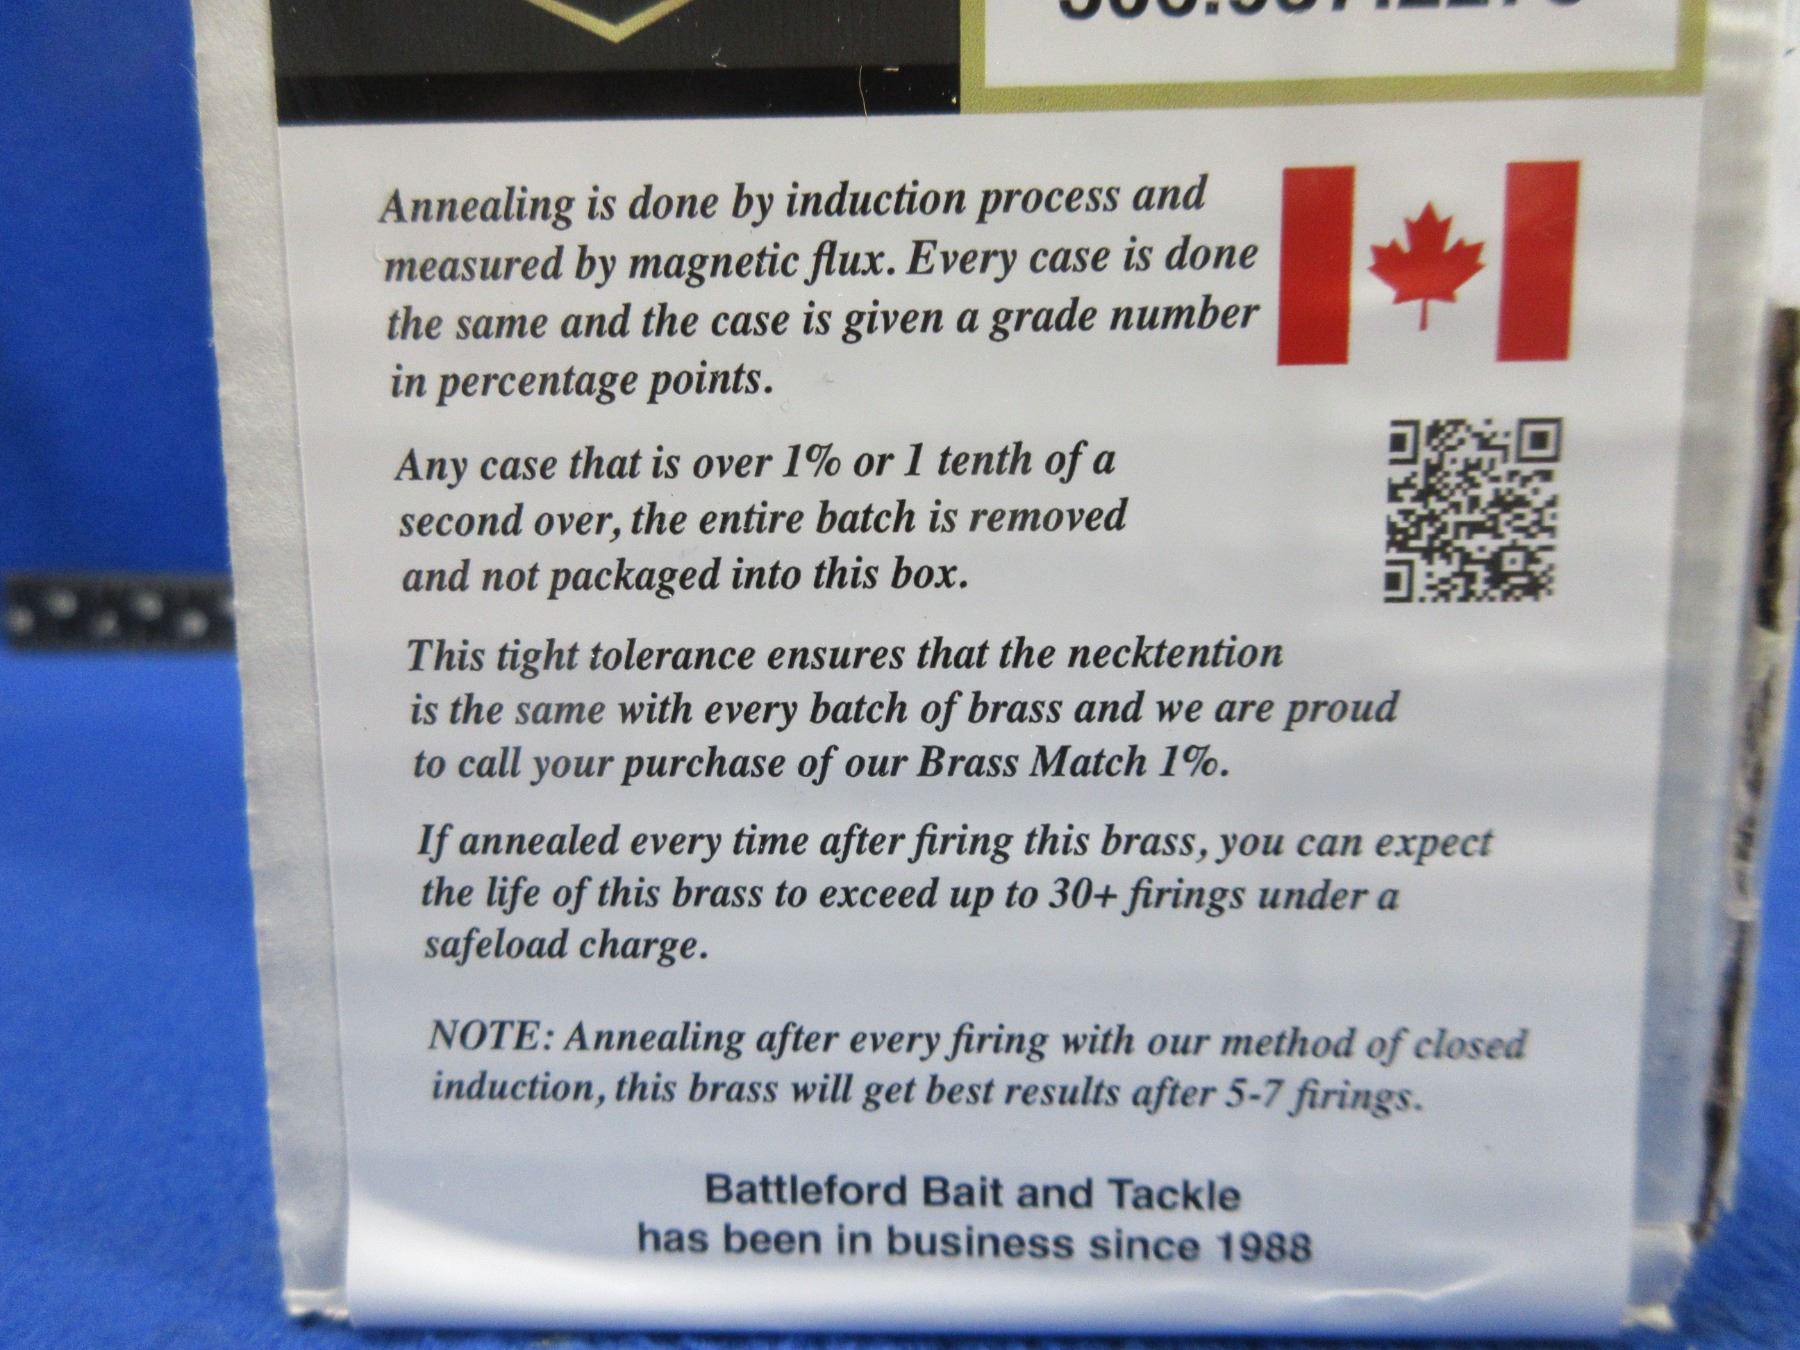 Annealing is done by induction process and
measured by magnetic flux. Every case is done
the same and the case is given a grade number
in percentage points.
Any case that is over 1% or 1 tenth of a
second over, the entire batch is removed
and not packaged into this box.
This tight tolerance ensures that the necktention
is the same with every batch of brass and we are proud
to call your purchase of our Brass Match 1%.
If annealed every time after firing this brass, you can expect
the life of this brass to exceed up to 30+ firings under a
safeload charge.
NOTE: Annealing after every firing with our method of closed
induction, this brass will get best results after 5-7 firings.
Battleford Bait and Tackle
has been in business since 1988